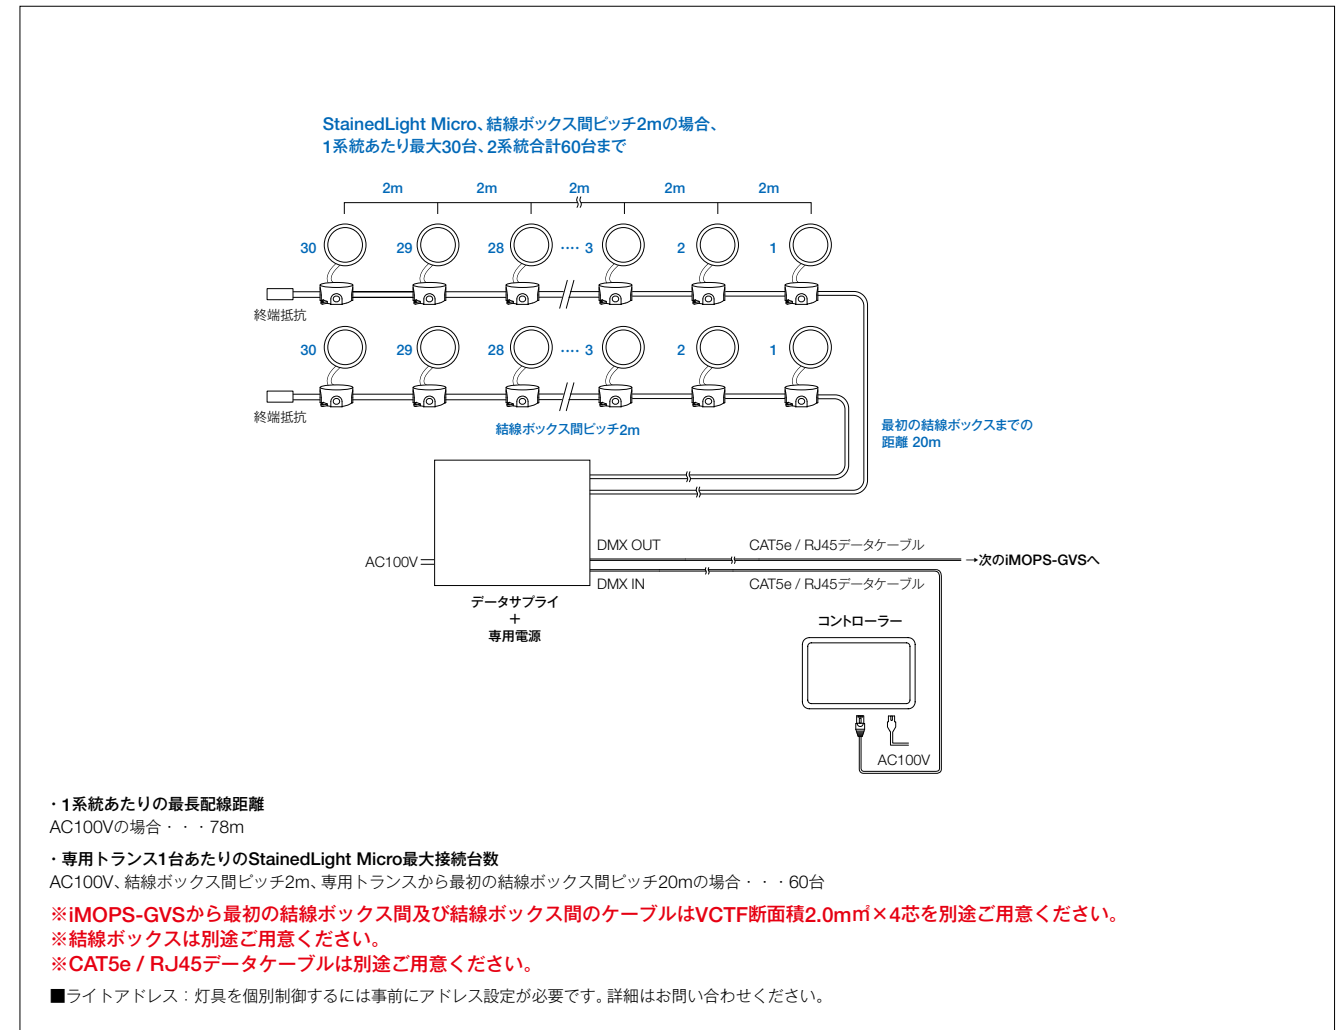 StainedLight Micro、結線ボックス間ピッチ2mの場合、
1系統あたり最大30台、2系統合計60台まで
2m 2m 2m 2m 2m
30 29 28 ···· 3 2 1
終端抵抗
30 29 28 ···· 3 2 1
終端抵抗
結線ボックス間ピッチ2m
最初の結線ボックスまでの
距離 20m
DMX OUT CAT5e / RJ45データケーブル
→次のiMOPS-GVSへ
AC100V
DMX IN CAT5e / RJ45データケーブル
データサプライ
+
専用電源
コントローラー
AC100V
・1系統あたりの最長配線距離
AC100Vの場合・・・78m
・専用トランス1台あたりのStainedLight Micro最大接続台数
AC100V、結線ボックス間ピッチ2m、専用トランスから最初の結線ボックス間ピッチ20mの場合・・・60台
※iMOPS-GVSから最初の結線ボックス間及び結線ボックス間のケーブルはVCTF断面積2.0m㎡×4芯を別途ご用意ください。
※結線ボックスは別途ご用意ください。
※CAT5e / RJ45データケーブルは別途ご用意ください。
■ライトアドレス：灯具を個別制御するには事前にアドレス設定が必要です。詳細はお問い合わせください。